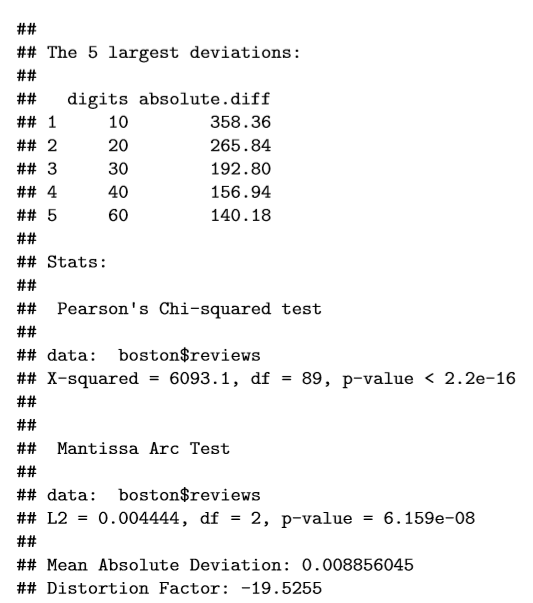 ##
## The 5 largest deviations:
##
##   digits absolute.diff
## 1     10        358.36
## 2     20        265.84
## 3     30        192.80
## 4     40        156.94
## 5     60        140.18
##
## Stats:
##
##  Pearson's Chi-squared test
##
## data:  boston$reviews
## X-squared = 6093.1, df = 89, p-value < 2.2e-16
##
##
##  Mantissa Arc Test
##
## data:  boston$reviews
## L2 = 0.004444, df = 2, p-value = 6.159e-08
##
## Mean Absolute Deviation: 0.008856045
## Distortion Factor: -19.5255